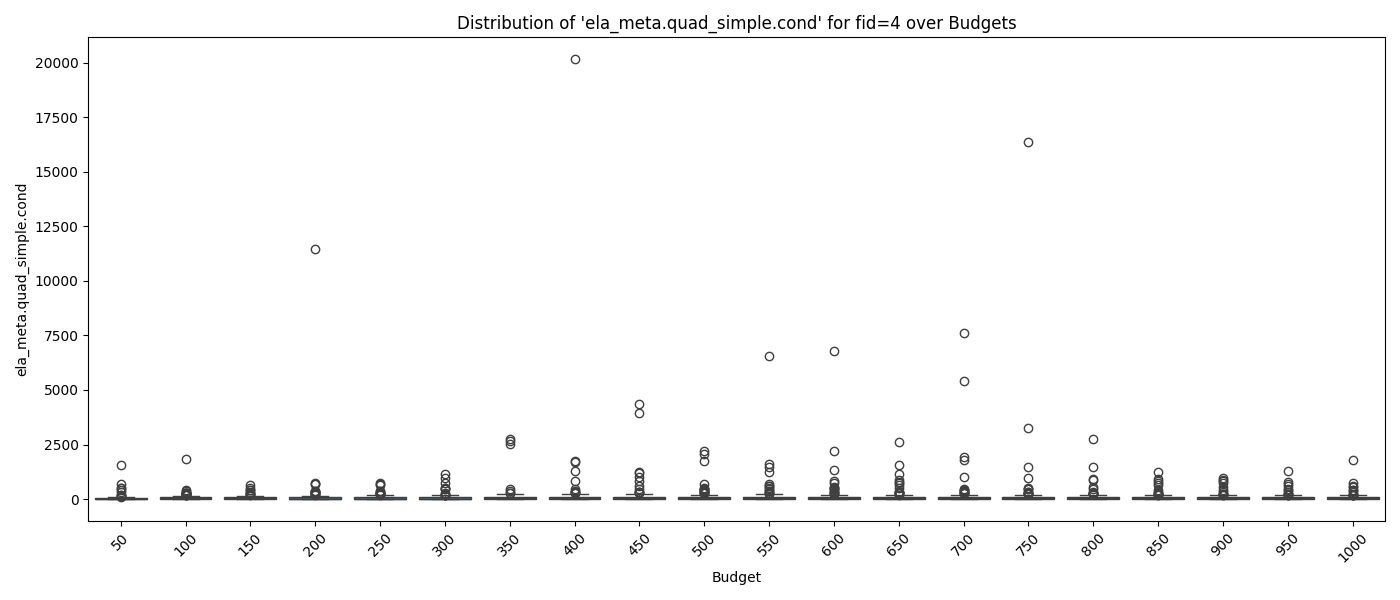 Distribution of 'ela_meta.quad_simple.cond' for fid=4 over Budgets
ela_meta.quad_simple.cond
20000
17500
15000
12500
10000
7500
5000
2500
0
50 100 150 200 250 300 350 400 450 500 550 600 650 700 750 800 850 900 950 1000
Budget